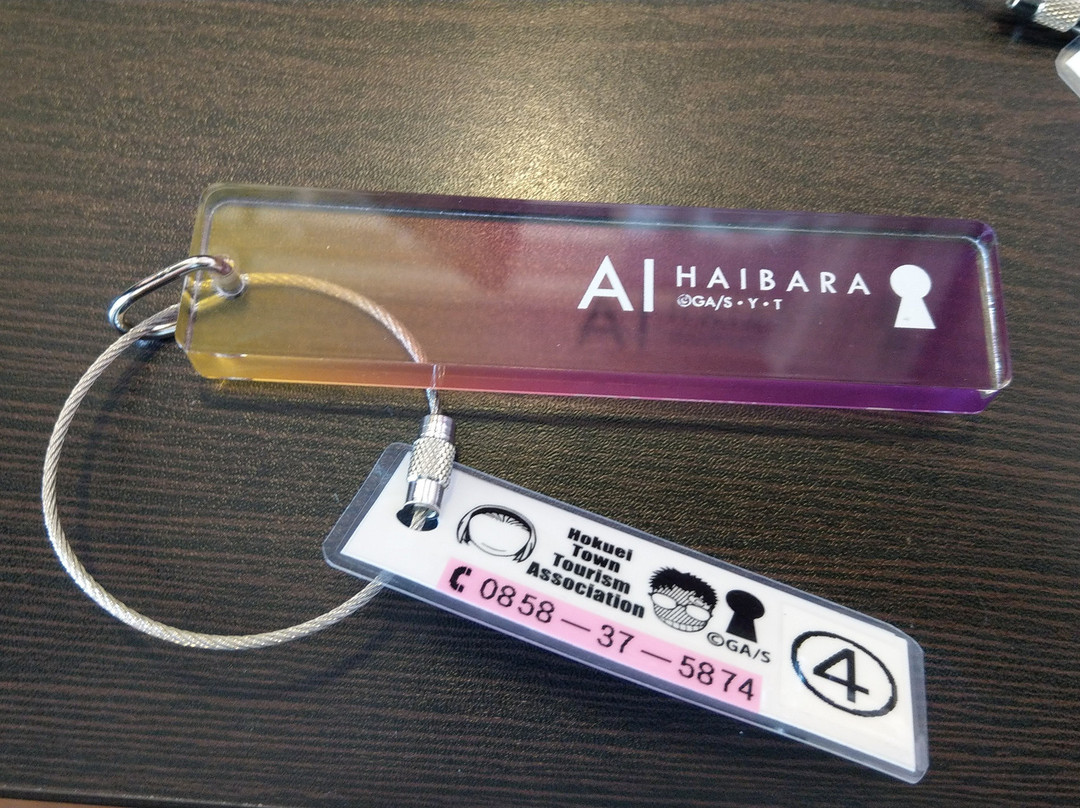 AI HAIBARA
©GA/S・Y・T
Hokuei
Town
Tourism
Association
©GA/S
0858—37—5874
④